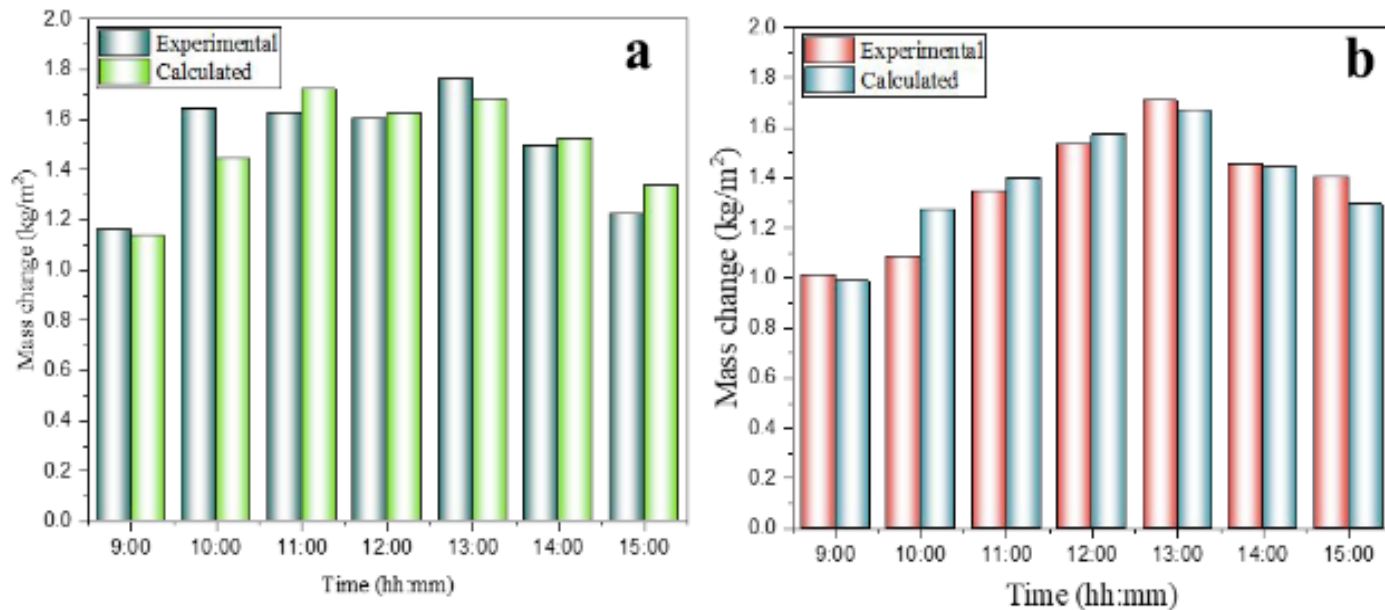 2.0
1.8
1.6
1.4
1.2
1.0
0.8
0.6
0.4
0.2
0.0
Mass change (kg/m²)
Experimental
Calculated
a
9:00 10:00 11:00 12:00 13:00 14:00 15:00
Time (hh:mm)
2.0
1.8
1.6
1.4
1.2
1.0
0.8
0.6
0.4
0.2
0.0
Mass change (kg/m²)
Experimental
Calculated
b
9:00 10:00 11:00 12:00 13:00 14:00 15:00
Time (hh:mm)